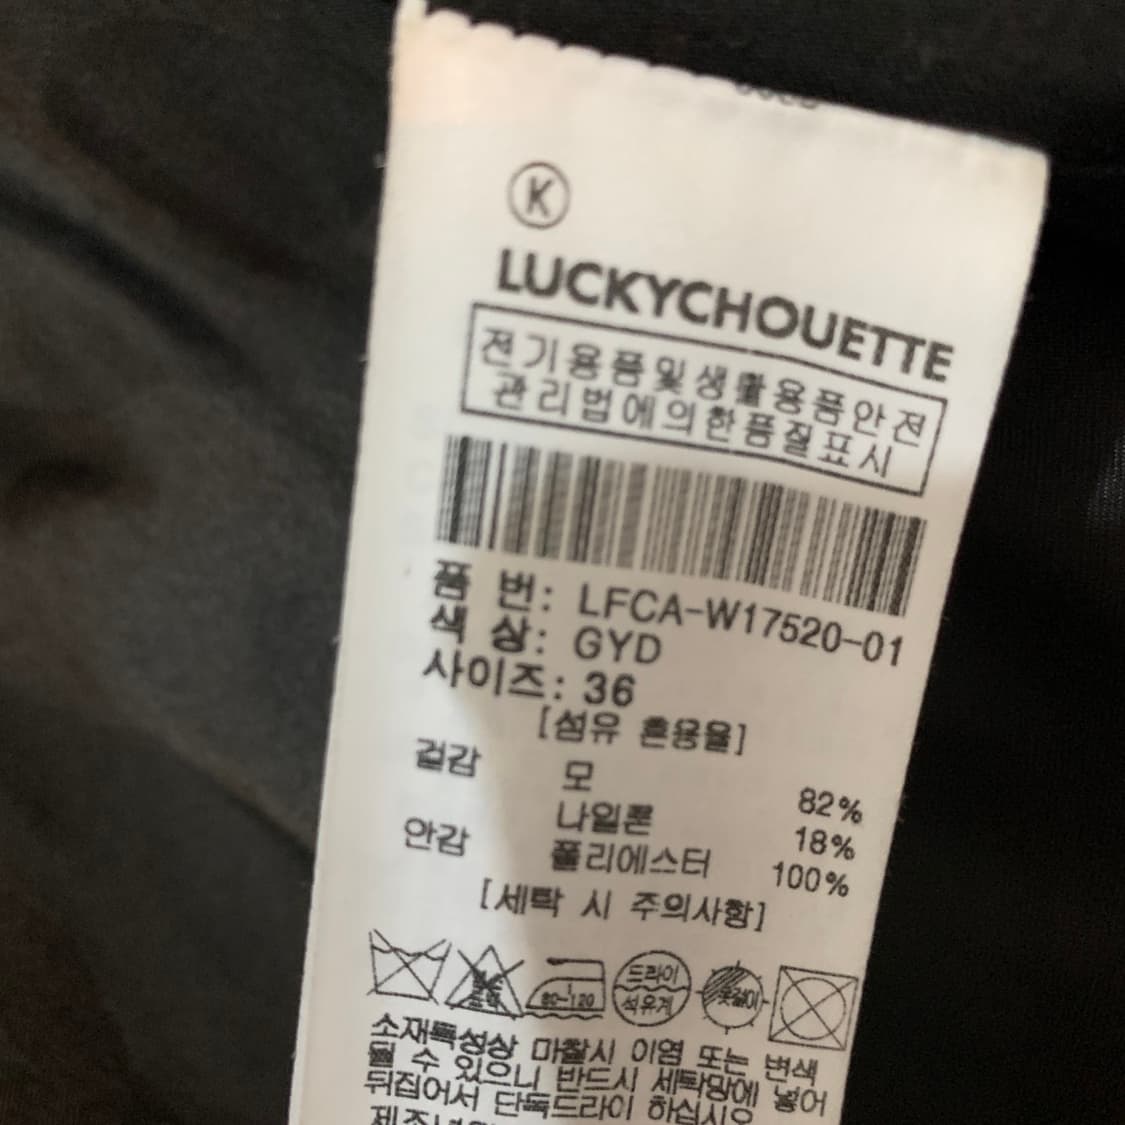 K
LUCKYCHOUETTE
전기용품및생활용품안전
관리법에의한품질표시
품 번: LFCA-W17520-01
색 상: GYD
사이즈: 36
[섬유 혼용율]
겉감 모 82%
나일론 18%
안감 폴리에스터 100%
[세탁 시 주의사항]
80~120 드라이 석유계 옷걸이
소재특성상 마찰시 이염 또는 변색
될 수 있으니 반드시 세탁망에 넣어
뒤집어서 단독드라이 하십시오